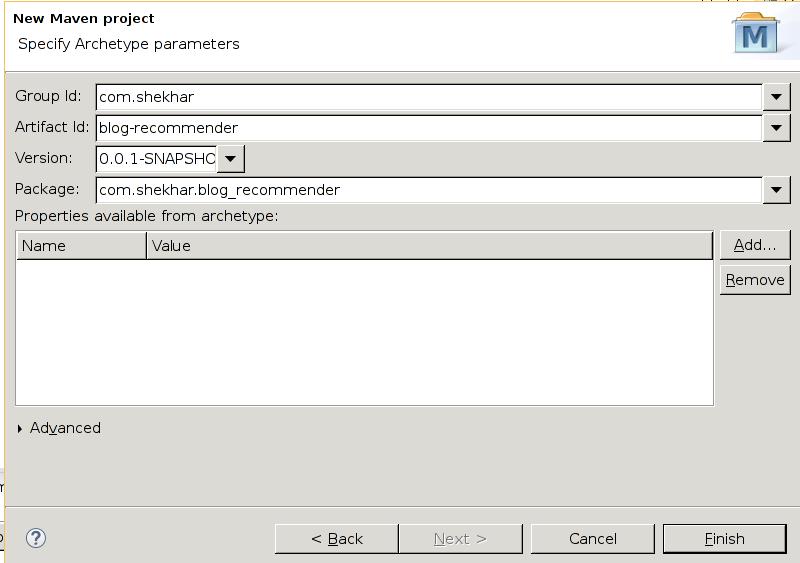 New Maven project
Specify Archetype parameters
M
Group Id: com.shekhar
Artifact Id: blog-recommender
Version: 0.0.1-SNAPSHO
Package: com.shekhar.blog_recommender
Properties available from archetype:
Name Value
Add...
Remove
Advanced
? < Back Next > Cancel Finish